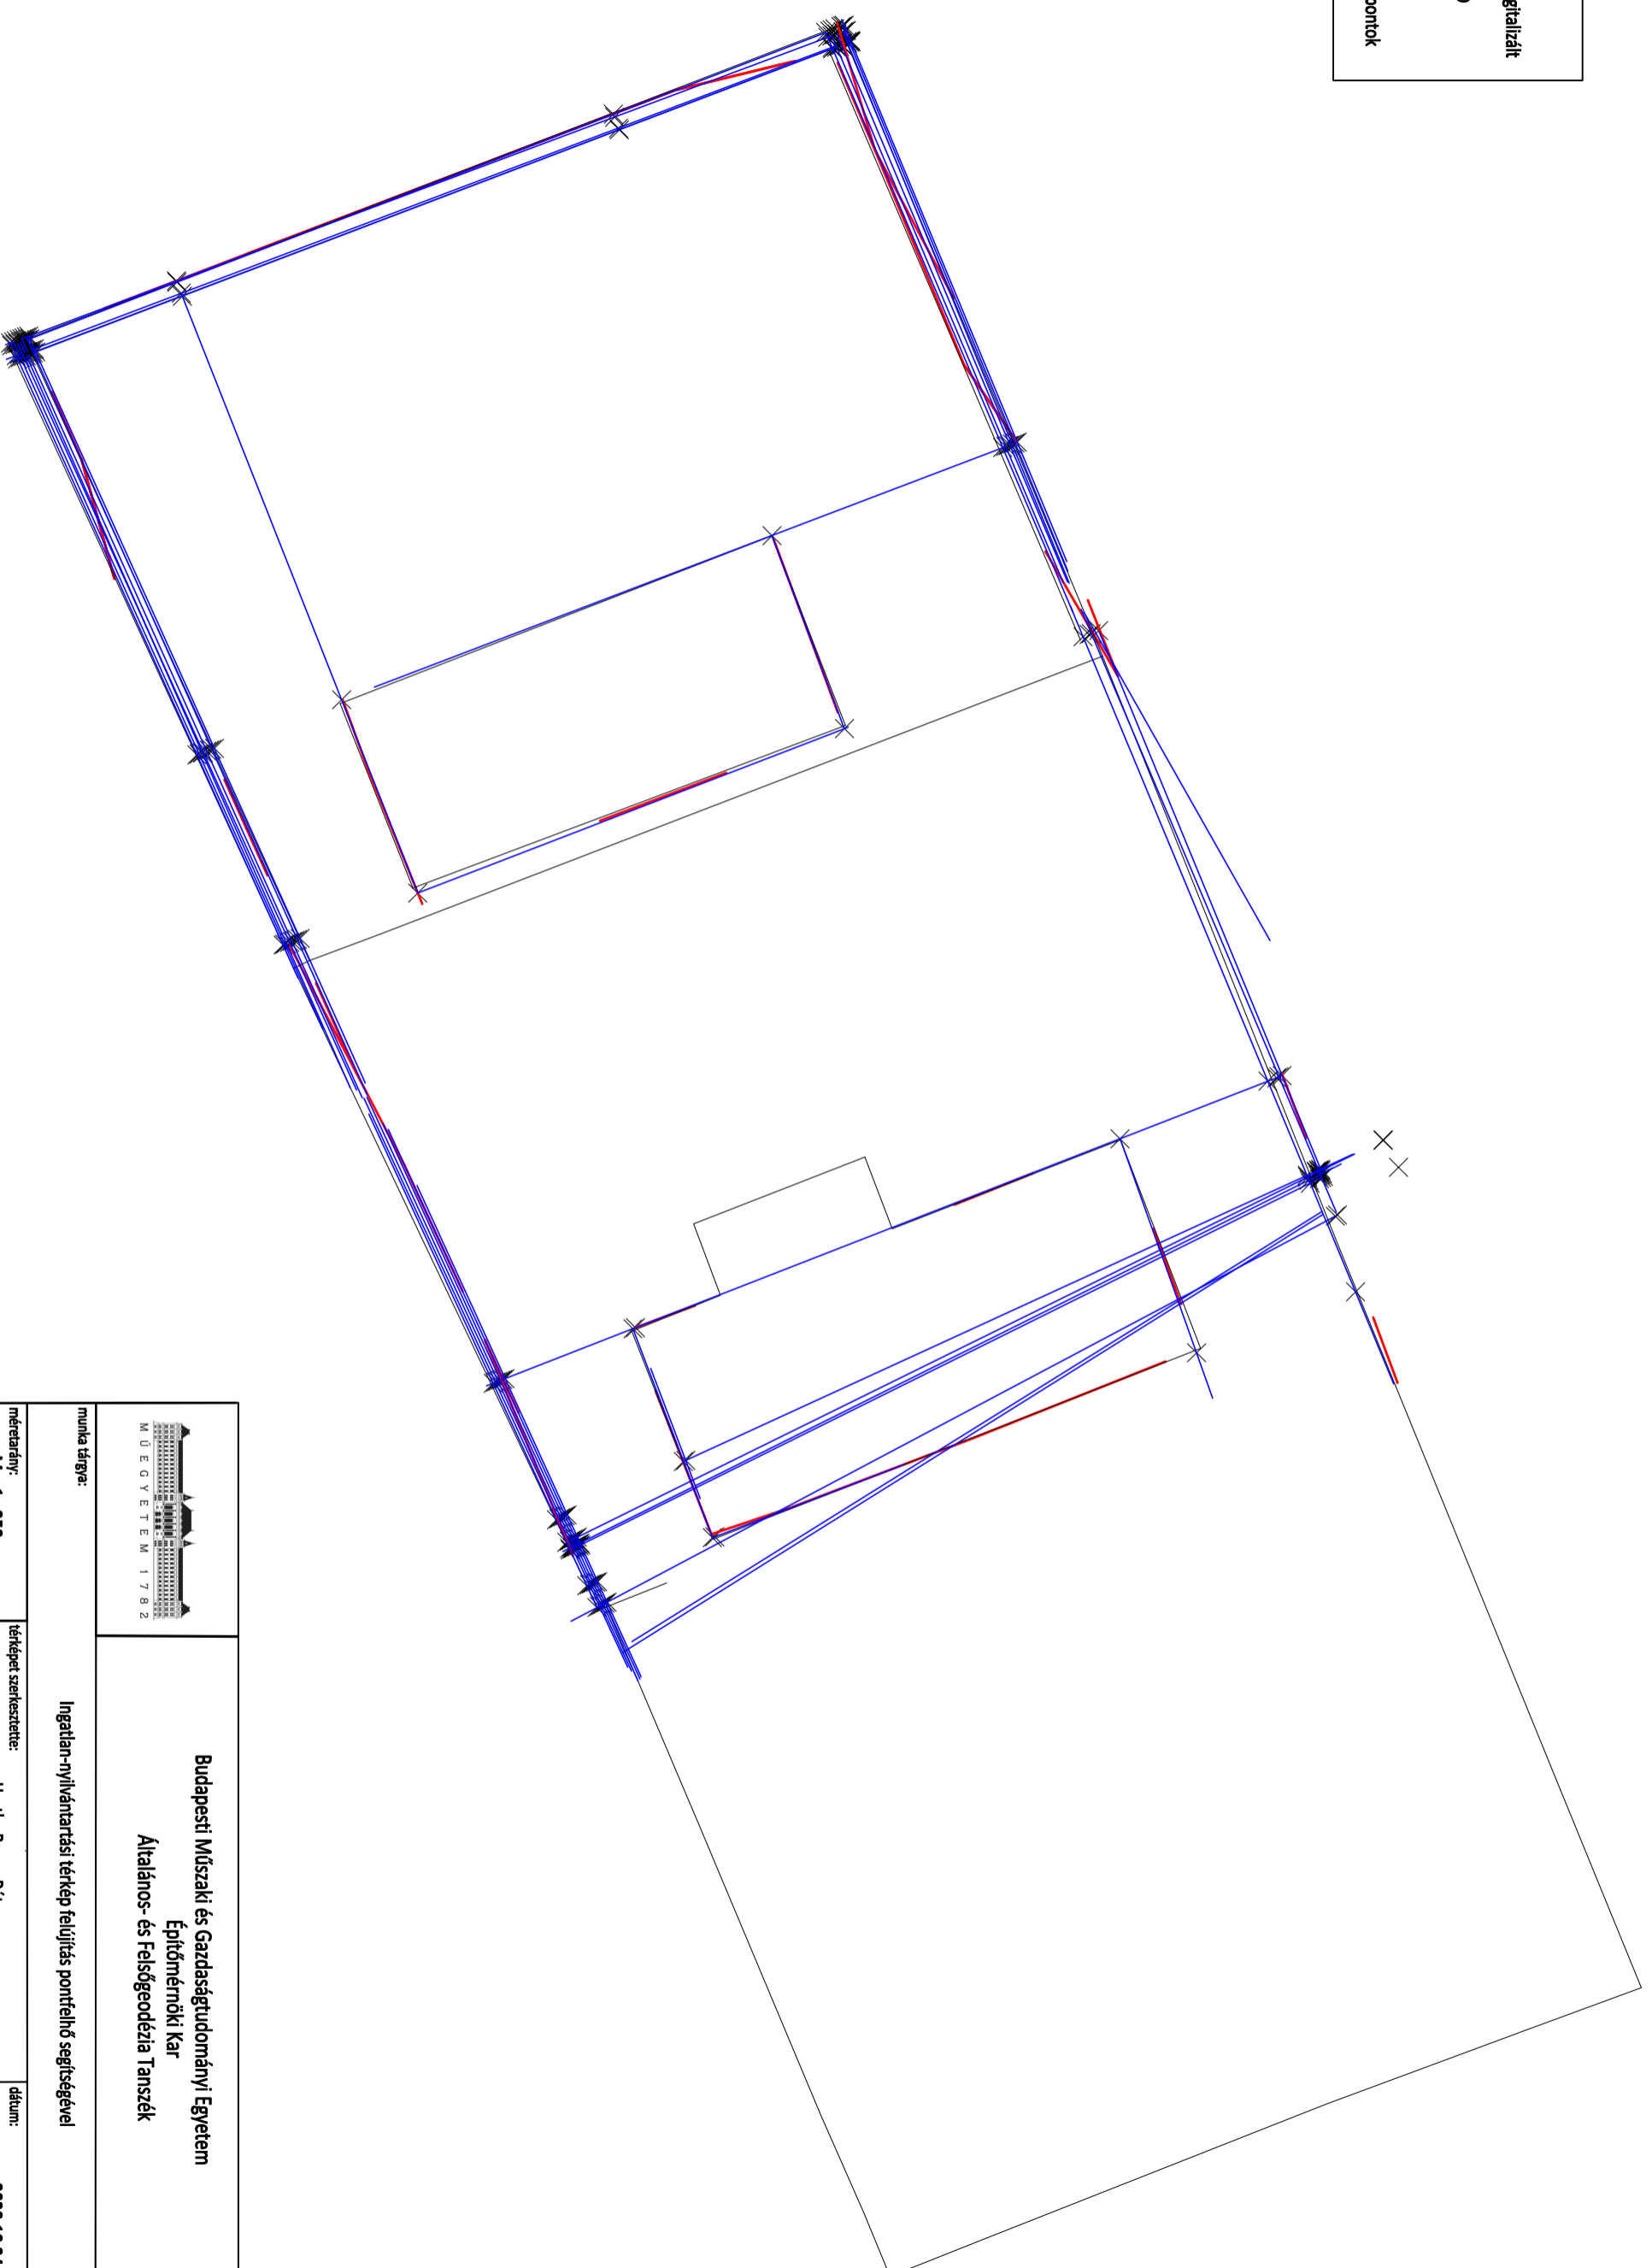 gitalizált
pontok
MŰEGYETEM 1782
Budapesti Műszaki és Gazdaságtudományi Egyetem
Építőmérnöki Kar
Általános- és Felsőgeodézia Tanszék
munka tárgya:
Ingatlan-nyilvántartási térkép felújítás pontfelhő segítségével
méretarány:
térképet szerkesztette:
dátum: